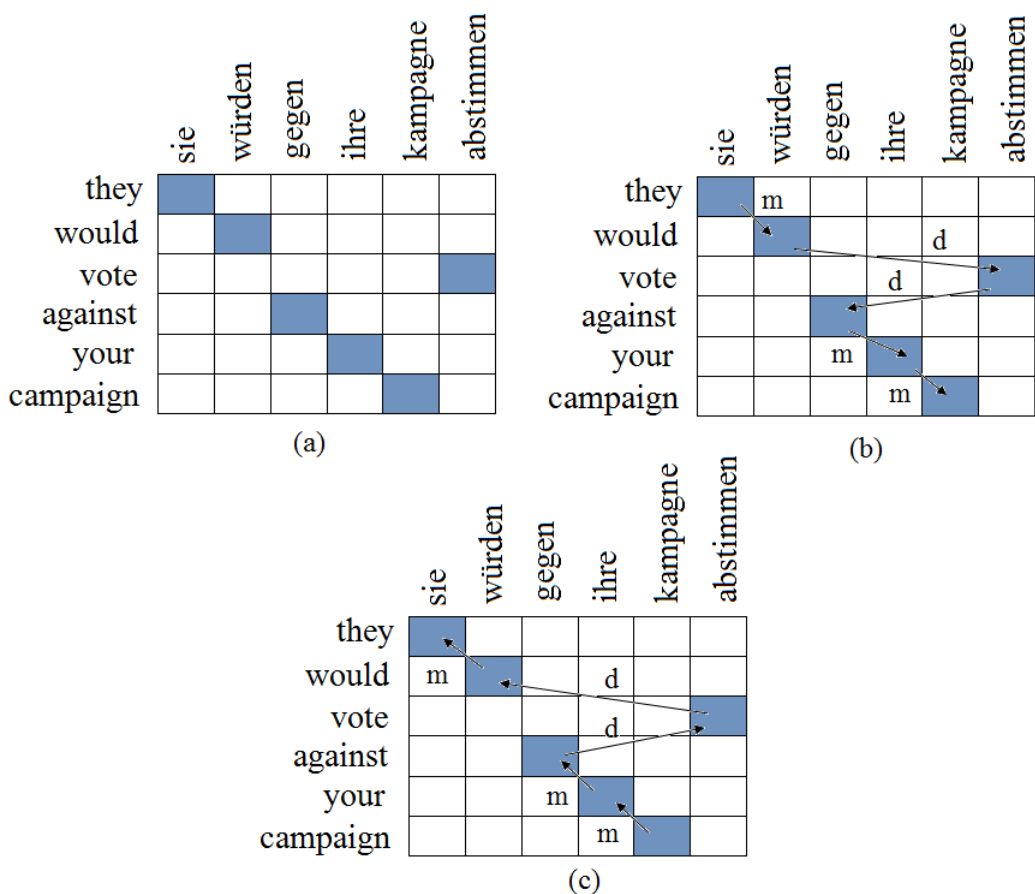 sie würden gegen ihre kampagne abstimmen
they
would
vote
against
your
campaign
(a)
sie würden gegen ihre kampagne abstimmen
they m
would d
vote d
against
your m
campaign m
(b)
sie würden gegen ihre kampagne abstimmen
they
would m d
vote d
against
your m
campaign m
(c)